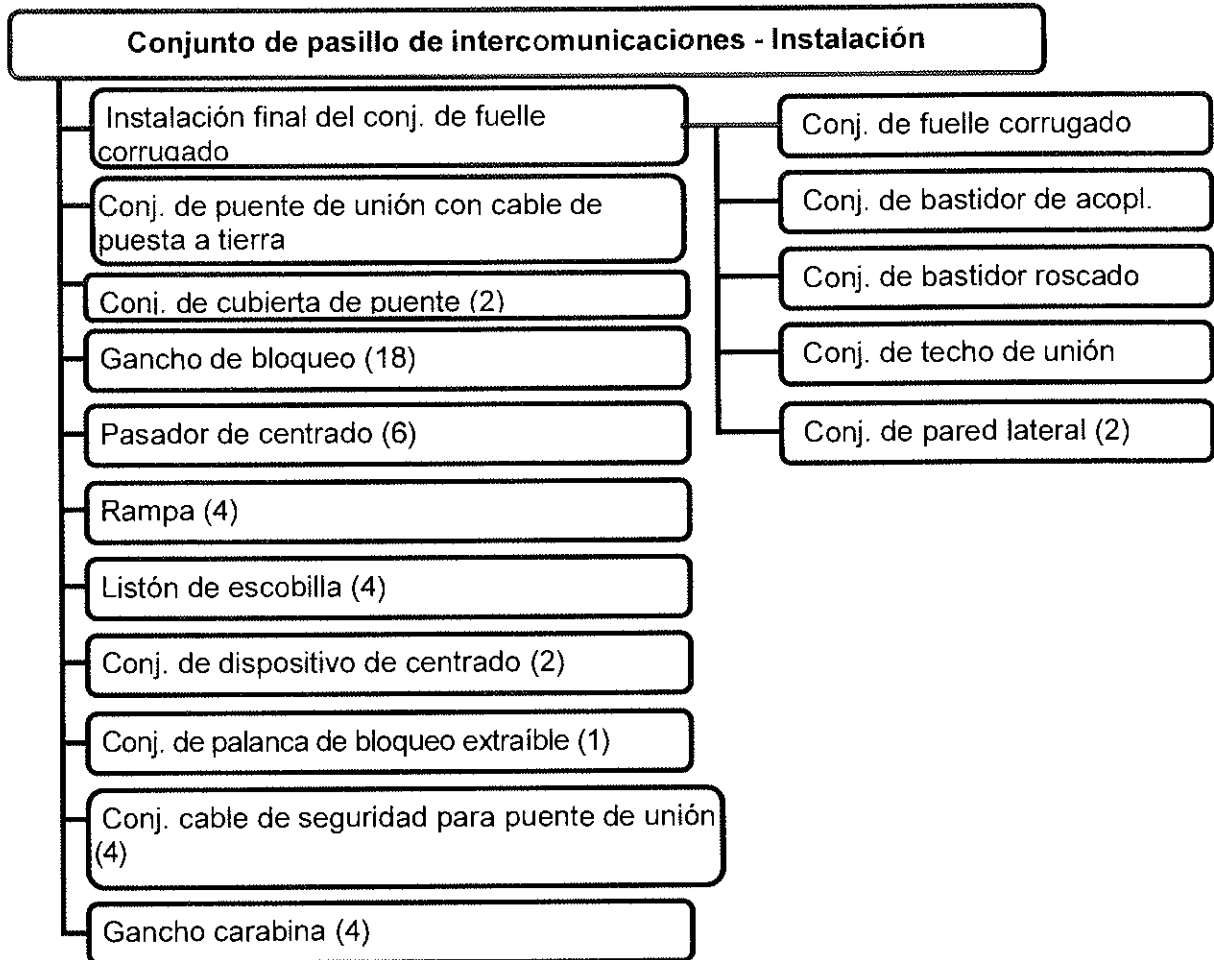 Conjunto de pasillo de intercomunicaciones - Instalación
Instalación final del conj. de fuelle
corrugado
Conj. de puente de unión con cable de
puesta a tierra
Conj. de cubierta de puente (2)
Gancho de bloqueo (18)
Pasador de centrado (6)
Rampa (4)
Listón de escobilla (4)
Conj. de dispositivo de centrado (2)
Conj. de palanca de bloqueo extraíble (1)
Conj. cable de seguridad para puente de unión
(4)
Gancho carabina (4)
Conj. de fuelle corrugado
Conj. de bastidor de acopl.
Conj. de bastidor roscado
Conj. de techo de unión
Conj. de pared lateral (2)